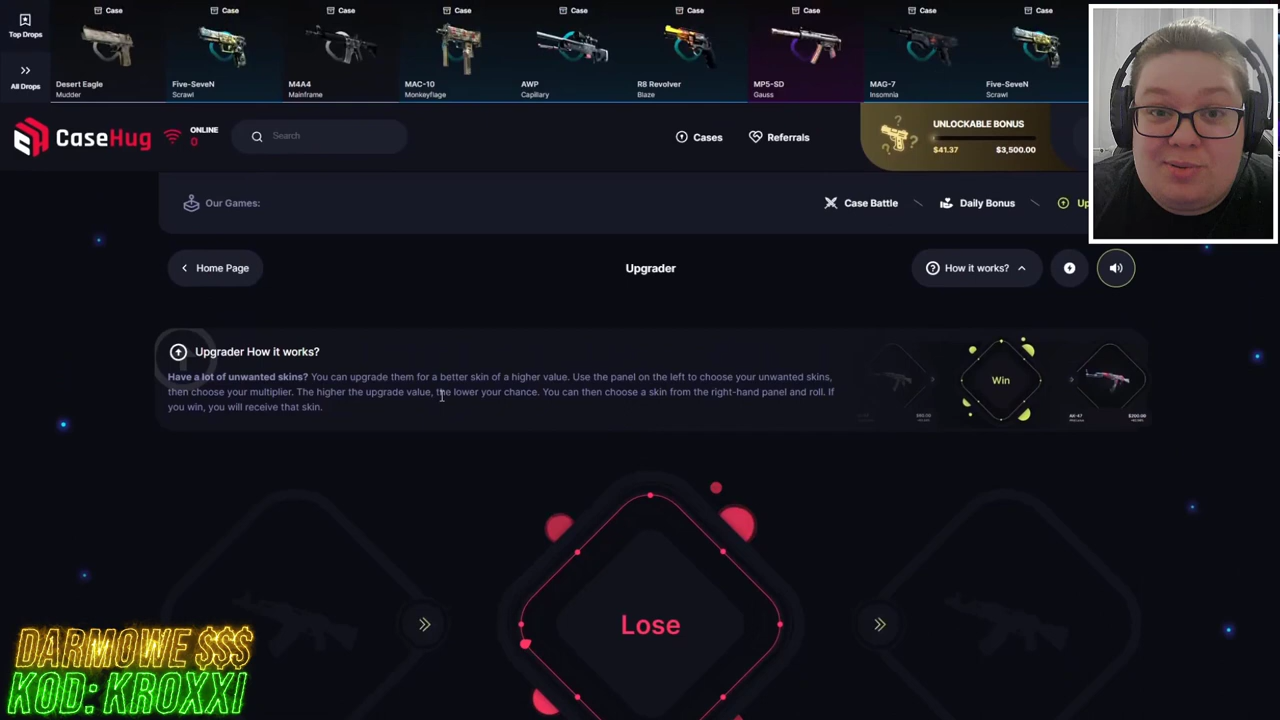 Top Drops
All Drops
Case
Desert Eagle
Mudder
Case
Five-SeveN
Scrawl
Case
M4A4
Mainframe
Case
MAC-10
Monkeyflage
Case
AWP
Capillary
Case
R8 Revolver
Blaze
Case
MP5-SD
Gauss
Case
MAG-7
Insomnia
Case
Five-SeveN
Scrawl
CaseHug
ONLINE
0
Search
Cases
Referrals
UNLOCKABLE BONUS
$41.37 $3,500.00
Our Games:
Case Battle
Daily Bonus
Up
Home Page
Upgrader
How it works?
Upgrader How it works?
Have a lot of unwanted skins? You can upgrade them for a better skin of a higher value. Use the panel on the left to choose your unwanted skins,
then choose your multiplier. The higher the upgrade value, the lower your chance. You can then choose a skin from the right-hand panel and roll. If
you win, you will receive that skin.
Win
AK-47
$200.00
Lose
DARMOWE $$$
KOD: KROXXI